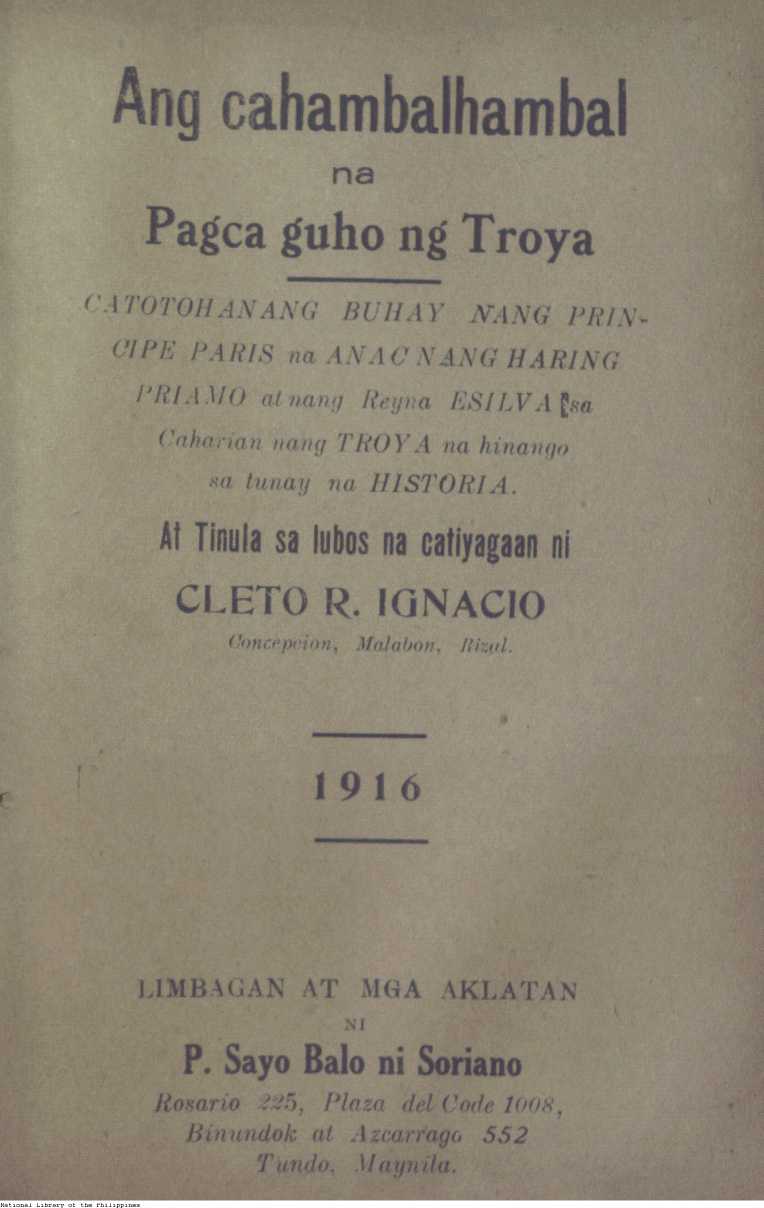 Ang cahambalhambal
na
Pagca guho ng Troya
CATOTOHANANG BUHAY NANG PRIN-
CIPE PARIS na ANAC NANG HARING
PRIAMO at nang Reyna ESILVA sa
Caharian nang TROYA na hinango
sa tunay na HISTORIA.
At Tinula sa lubos na catiyagaan ni
CLETO R. IGNACIO
Concepcion, Malabon, Rizal.
1916
LIMBAGAN AT MGA AKLATAN
NI
P. Sayo Balo ni Soriano
Rosario 225, Plaza del Code 1008,
Binundok at Azcarrago 552
Tundo, Maynila.
National Library of the Philippines